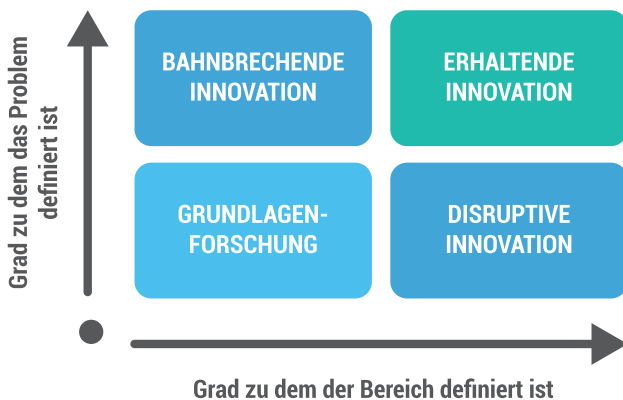 Grad zu dem das Problem
definiert ist
BAHNBRECHENDE
INNOVATION
ERHALTENDE
INNOVATION
GRUNDLAGEN-
FORSCHUNG
DISRUPTIVE
INNOVATION
Grad zu dem der Bereich definiert ist